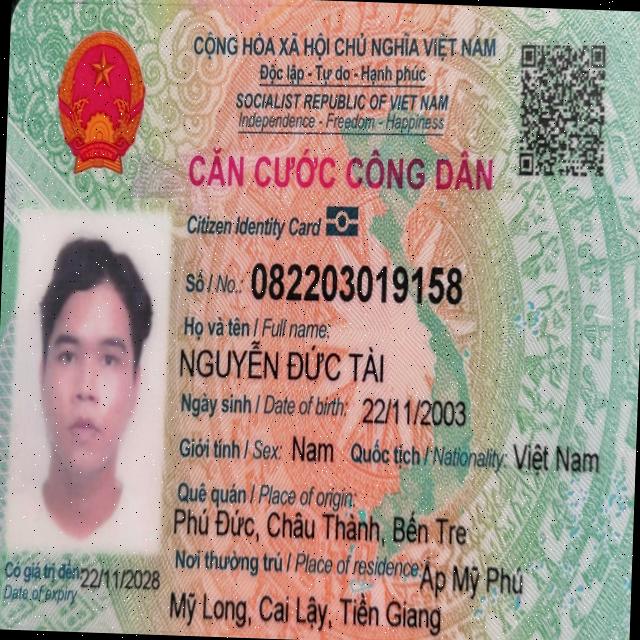 CỘNG HÒA XÃ HỘI CHỦ NGHĨA VIỆT NAM
Độc lập - Tự do - Hạnh phúc
SOCIALIST REPUBLIC OF VIET NAM
Independence - Freedom - Happiness
CĂN CƯỚC CÔNG DÂN
Citizen Identity Card
Số / No.: 082203019158
Họ và tên / Full name:
NGUYỄN ĐỨC TÀI
Ngày sinh / Date of birth: 22/11/2003
Giới tính / Sex: Nam Quốc tịch / Nationality: Việt Nam
Quê quán / Place of origin:
Phú Đức, Châu Thành, Bến Tre
Nơi thường trú / Place of residence: Ấp Mỹ Phú
Mỹ Long, Cai Lậy, Tiền Giang
Có giá trị đến: 22/11/2028
Date of expiry